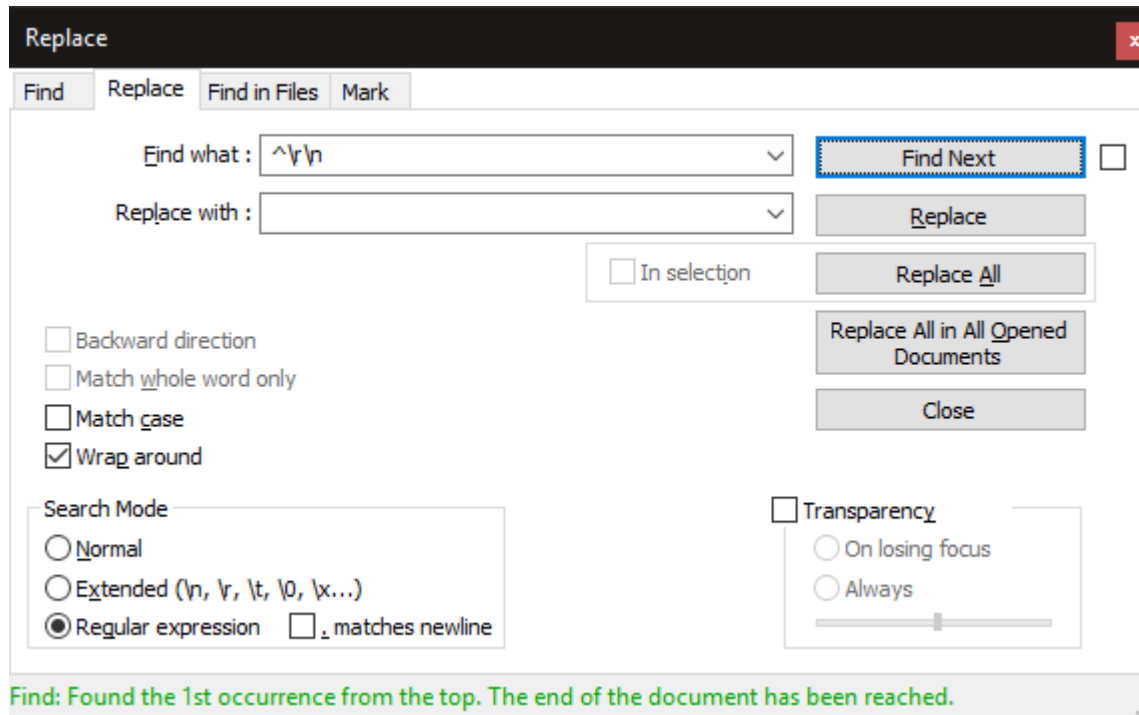 Replace
x
Find Replace Find in Files Mark
Find what : ^\r\n Find Next
Replace with : Replace
In selection Replace All
Backward direction Replace All in All Opened
Match whole word only Documents
Match case Close
Wrap around
Search Mode Transparency
Normal On losing focus
Extended (\n, \r, \t, \0, \x...) Always
Regular expression . matches newline
Find: Found the 1st occurrence from the top. The end of the document has been reached.